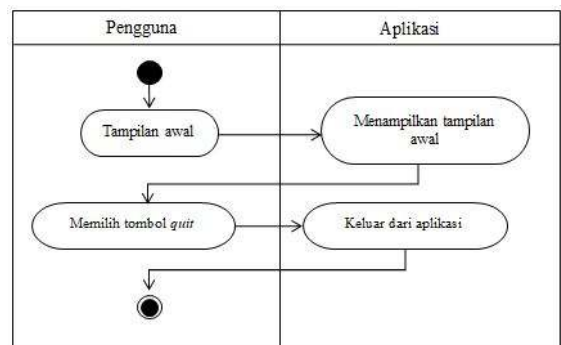 Pengguna
Aplikasi
Tampilan awal
Menampilkan tampilan
awal
Memilih tombol quit
Keluar dari aplikasi